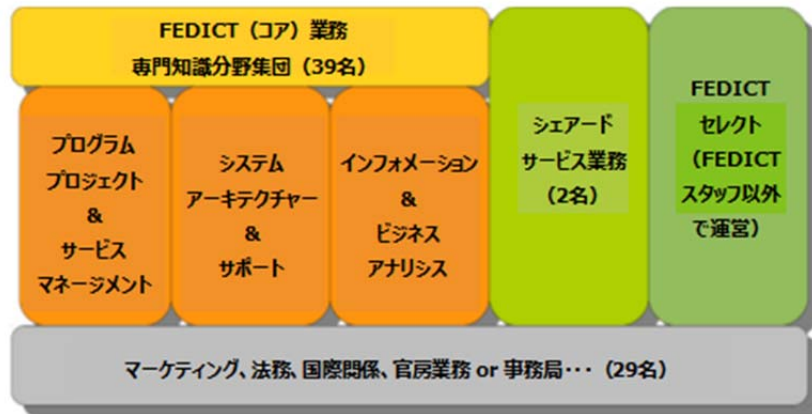 FEDICT（コア）業務
専門知識分野集団（39名）
プログラム
プロジェクト
&
サービス
マネージメント
システム
アーキテクチャー
&
サポート
インフォメーション
&
ビジネス
アナリシス
シェアード
サービス業務
（2名）
FEDICT
セレクト
（FEDICT
スタッフ以外
で運営）
マーケティング、法務、国際関係、官房業務 or 事務局･･･（29名）